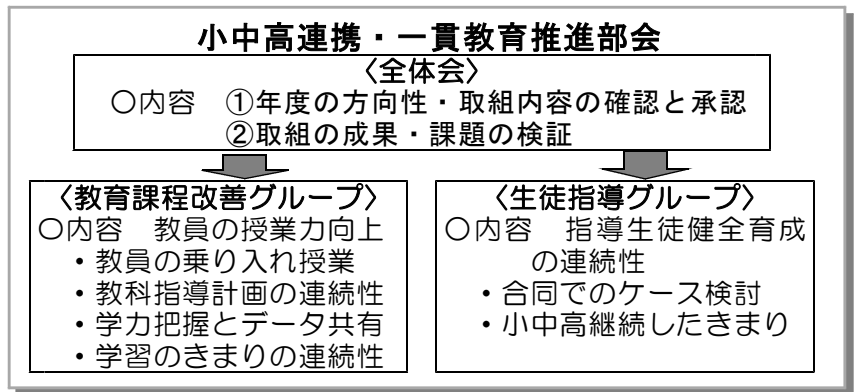 小中高連携・一貫教育推進部会
〈全体会〉
○内容　①年度の方向性・取組内容の確認と承認
②取組の成果・課題の検証
〈教育課程改善グループ〉
○内容　教員の授業力向上
・教員の乗り入れ授業
・教科指導計画の連続性
・学力把握とデータ共有
・学習のきまりの連続性
〈生徒指導グループ〉
○内容　指導生徒健全育成
の連続性
・合同でのケース検討
・小中高継続したきまり